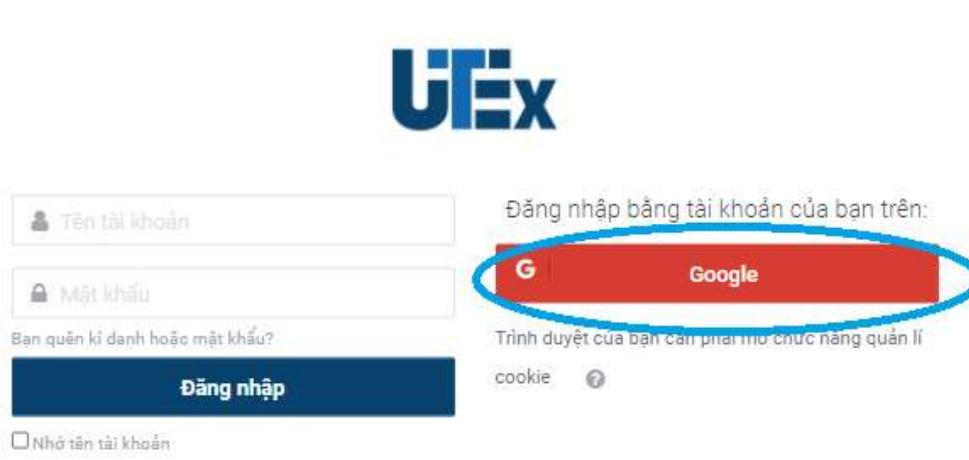 UTEx
Tên tài khoản
Mật khẩu
Bạn quên kí danh hoặc mật khẩu?
Đăng nhập
Nhớ tên tài khoản
Đăng nhập bằng tài khoản của bạn trên:
G Google
Trình duyệt của bạn cần phải mở chức năng quản lí
cookie ?